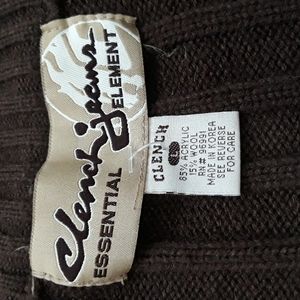 Clench jeans
ESSENTIAL ELEMENT
CLENCH
L
85% ACRYLIC
15% WOOL
RN# 96991
MADE IN KOREA
SEE REVERSE
FOR CARE